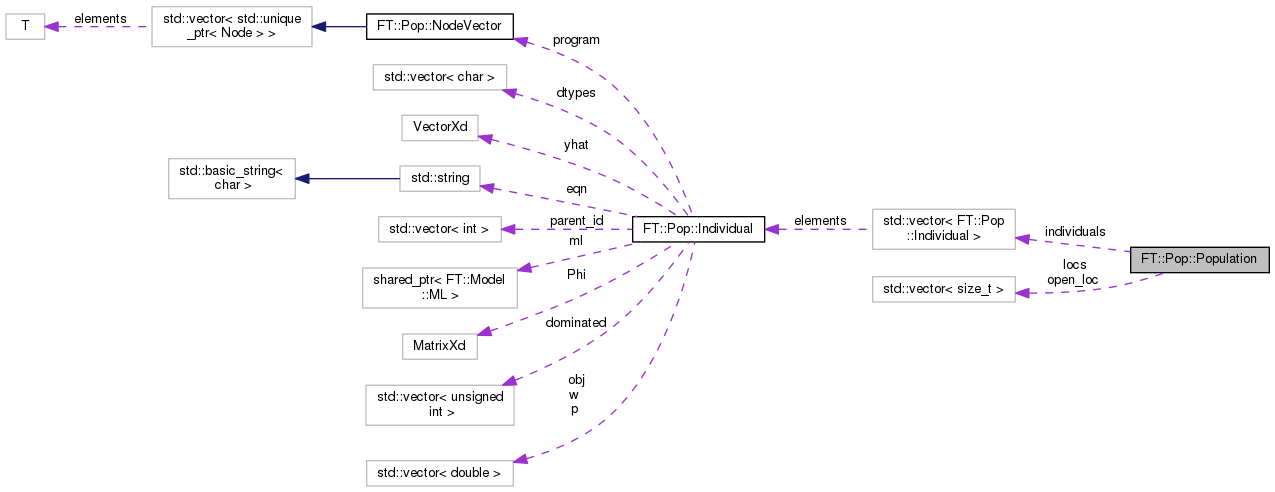 T
elements
std::vector< std::unique
_ptr< Node > >
FT::Pop::NodeVector
program
std::vector< char >
dtypes
VectorXd
yhat
std::basic_string<
char >
std::string
eqn
std::vector< int >
parent_id
FT::Pop::Individual
elements
std::vector< FT::Pop
::Individual >
individuals
FT::Pop::Population
ml
shared_ptr< FT::Model
::ML >
Phi
locs
open_loc
std::vector< size_t >
MatrixXd
dominated
std::vector< unsigned
int >
obj
w
p
std::vector< double >